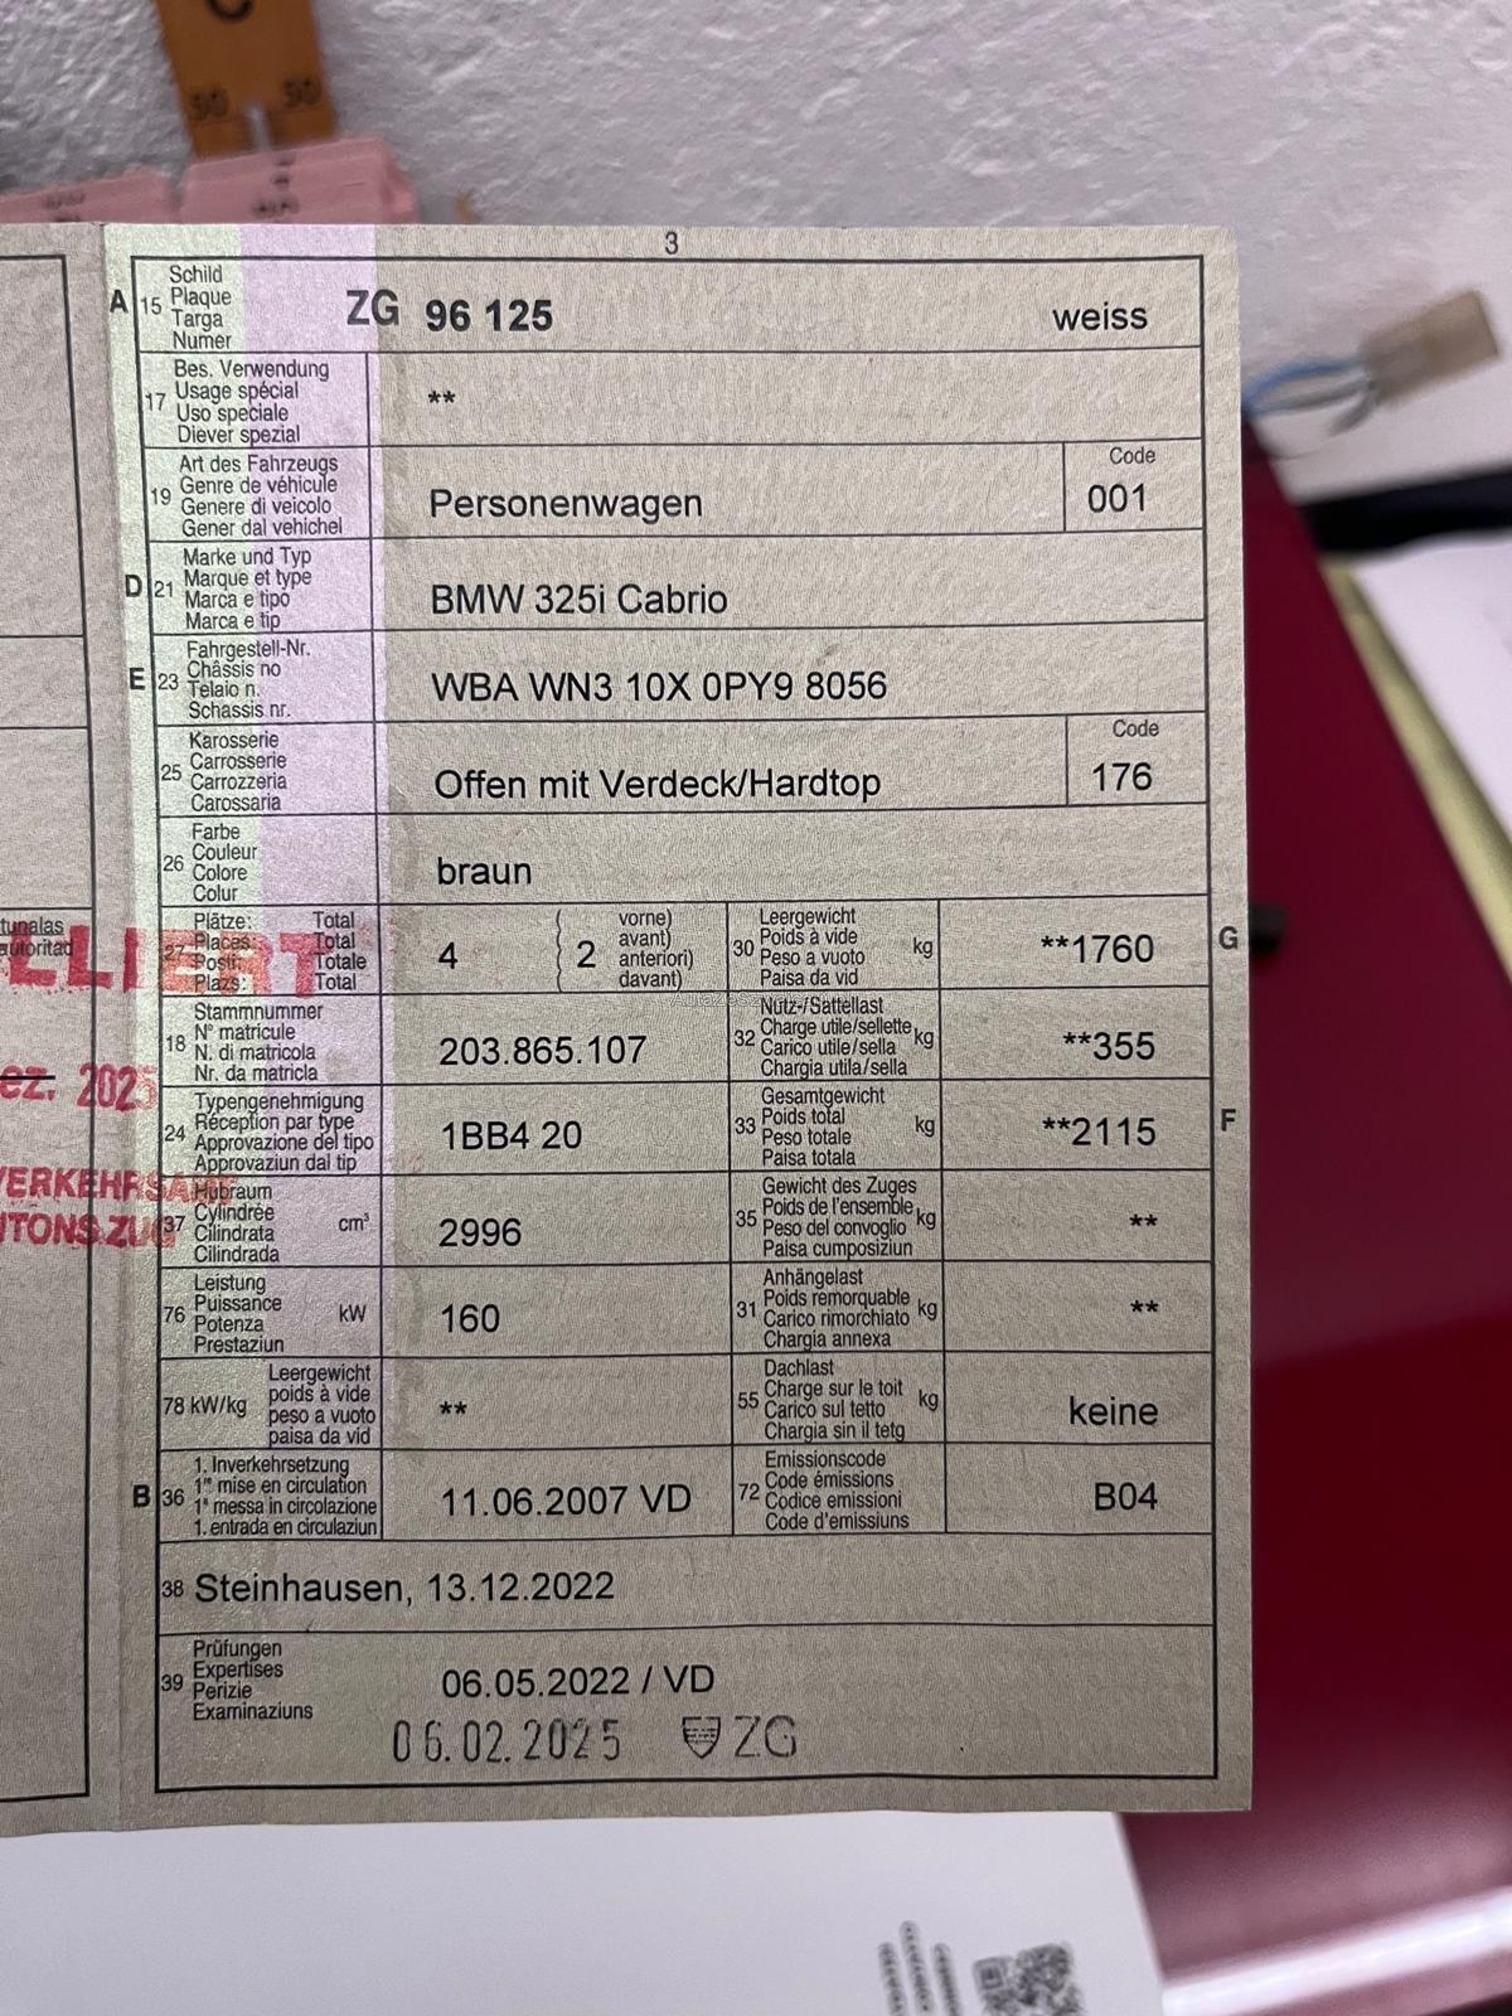 C
90 90
3
A 15 Schild
Plaque
Targa
Numer
ZG 96 125 weiss
17 Bes. Verwendung
Usage spécial
Uso speciale
Diever spezial
**
19 Art des Fahrzeugs
Genre de véhicule
Genere di veicolo
Gener dal vehichel
Personenwagen
Code
001
D 21 Marke und Typ
Marque et type
Marca e tipo
Marca e tip
BMW 325i Cabrio
E 23 Fahrgestell-Nr.
Châssis no
Telaio n.
Schassis nr.
WBA WN3 10X 0PY9 8056
25 Karosserie
Carrosserie
Carrozzeria
Carossaria
Offen mit Verdeck/Hardtop
Code
176
26 Farbe
Couleur
Colore
Colur
braun
27 Plätze: Total
Places: Total
Posti: Totale
Plazs: Total
4 2
vorne)
avant)
anteriori)
davant)
30 Leergewicht
Poids à vide
Peso a vuoto
Paisa da vid
kg
**1760
G
18 Stammnummer
N° matricule
N. di matricola
Nr. da matricla
203.865.107
32 Nutz-/Sattellast
Charge utile/sellette
Carico utile/sella
Chargia utila/sella
kg
**355
24 Typengenehmigung
Réception par type
Approvazione del tipo
Approvaziun dal tip
1BB4 20
33 Gesamtgewicht
Poids total
Peso totale
Paisa totala
kg
**2115
F
37 Hubraum
Cylindrée
Cilindrata
Cilindrada
cm³
2996
35 Gewicht des Zuges
Poids de l'ensemble
Peso del convoglio
Paisa cumposiziun
kg
**
76 Leistung
Puissance
Potenza
Prestaziun
kW
160
31 Anhängelast
Poids remorquable
Carico rimorchiato
Chargia annexa
kg
**
78 kW/kg
Leergewicht
poids à vide
peso a vuoto
paisa da vid
**
55 Dachlast
Charge sur le toit
Carico sul tetto
Chargia sin il tetg
kg
keine
B 36 1. Inverkehrsetzung
1re mise en circulation
1a messa in circolazione
1. entrada en circulaziun
11.06.2007 VD
72 Emissionscode
Code émissions
Codice emissioni
Code d'emissiuns
B04
38 Steinhausen, 13.12.2022
39 Prüfungen
Expertises
Perizie
Examinaziuns
06.05.2022 / VD
06.02.2025 ZG
tunalas
autoritad
LLIERT
ez. 2025
VERKEHRSAMT
NTONS ZUG